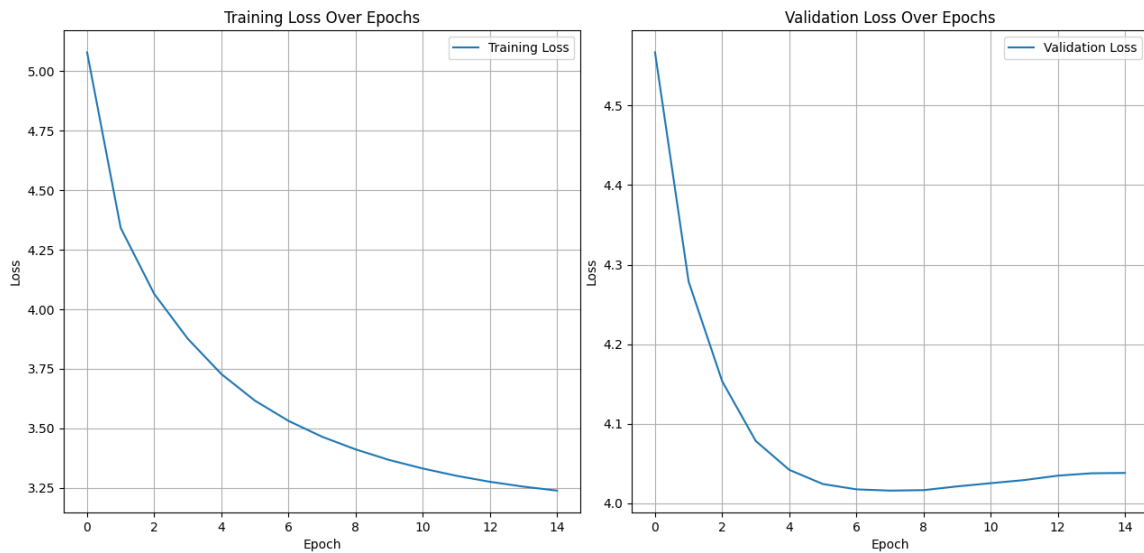 Training Loss Over Epochs
Training Loss
5.00
4.75
4.50
4.25
4.00
3.75
3.50
3.25
Loss
0 2 4 6 8 10 12 14
Epoch
Validation Loss Over Epochs
Validation Loss
4.5
4.4
4.3
4.2
4.1
4.0
Loss
0 2 4 6 8 10 12 14
Epoch